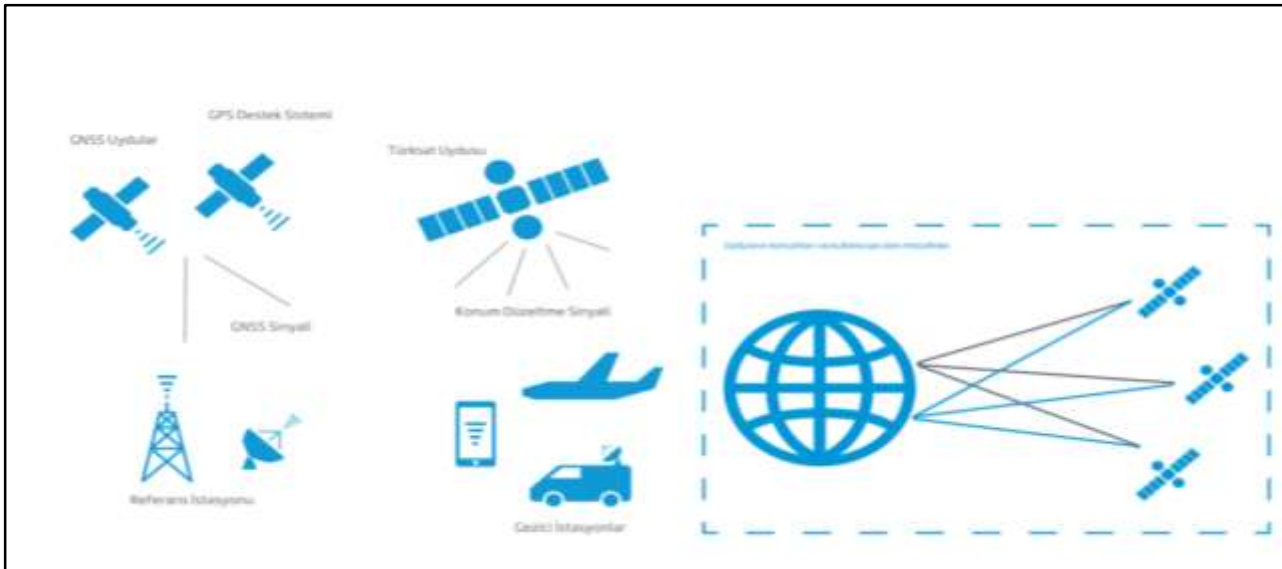 GPS Destek Sistemi
GNSS Uydular
Türksat Uydusu
GNSS Sinyali
Konum Düzeltme Sinyali
Referans İstasyonu
Gezici İstasyonlar